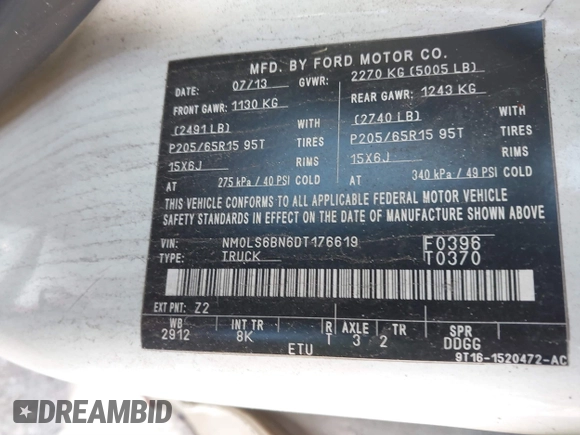 MFD. BY FORD MOTOR CO.
DATE: 07/13 GVWR: 2270 KG (5005 LB)
FRONT GAWR: 1130 KG REAR GAWR: 1243 KG
(2491 LB) WITH (2740 LB) WITH
P205/65R15 95T TIRES P205/65R15 95T TIRES
15X6J RIMS 15X6J RIMS
AT 275 kPa / 40 PSI COLD AT 340 kPa / 49 PSI COLD
THIS VEHICLE CONFORMS TO ALL APPLICABLE FEDERAL MOTOR VEHICLE
SAFETY STANDARDS IN EFFECT ON THE DATE OF MANUFACTURE SHOWN ABOVE
VIN: NM0LS6BN6DT176619 F0396
TYPE: TRUCK T0370
EXT PNT: Z2
WB INT TR R AXLE TR SPR
2912 8K T 3 2 DDGG
ETU 9T16-1520472-AC
DREAMBID